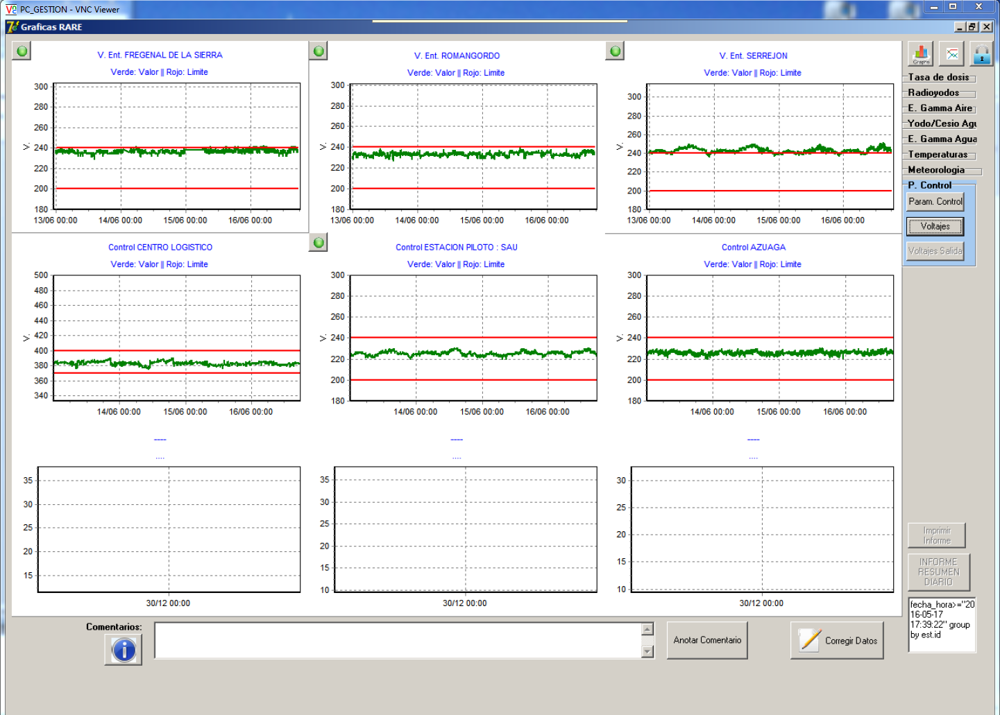 PC_GESTION - VNC Viewer
Graficas RARE
V. Ent. FREGENAL DE LA SIERRA
Verde: Valor || Rojo: Limite
V.
300
280
260
240
220
200
180
13/06 00:00 14/06 00:00 15/06 00:00 16/06 00:00
V. Ent. ROMANGORDO
Verde: Valor || Rojo: Limite
V.
300
280
260
240
220
200
180
13/06 00:00 14/06 00:00 15/06 00:00 16/06 00:00
V. Ent. SERREJON
Verde: Valor || Rojo: Limite
V.
300
280
260
240
220
200
180
13/06 00:00 14/06 00:00 15/06 00:00 16/06 00:00
Graphs
Tasa de dosis
Radioyodos
E. Gamma Aire
Yodo/Cesio Agu
E. Gamma Agua
Temperaturas
Meteorologia
P. Control
Param. Control
Voltajes
Voltajes Salida
Control CENTRO LOGISTICO
Verde: Valor || Rojo: Limite
V.
500
480
460
440
420
400
380
360
340
14/06 00:00 15/06 00:00 16/06 00:00
Control ESTACION PILOTO : SAU
Verde: Valor || Rojo: Limite
V.
300
280
260
240
220
200
180
14/06 00:00 15/06 00:00 16/06 00:00
Control AZUAGA
Verde: Valor || Rojo: Limite
V.
300
280
260
240
220
200
180
14/06 00:00 15/06 00:00 16/06 00:00
----
....
35
30
25
20
15
30/12 00:00
----
....
35
30
25
20
15
10
30/12 00:00
----
....
30
25
20
15
10
30/12 00:00
Imprimir
Informe
INFORME
RESUMEN
DIARIO
fecha_hora>="20
16-05-17
17:39:22" group
by est.id
Comentarios:
Anotar Comentario
Corregir Datos